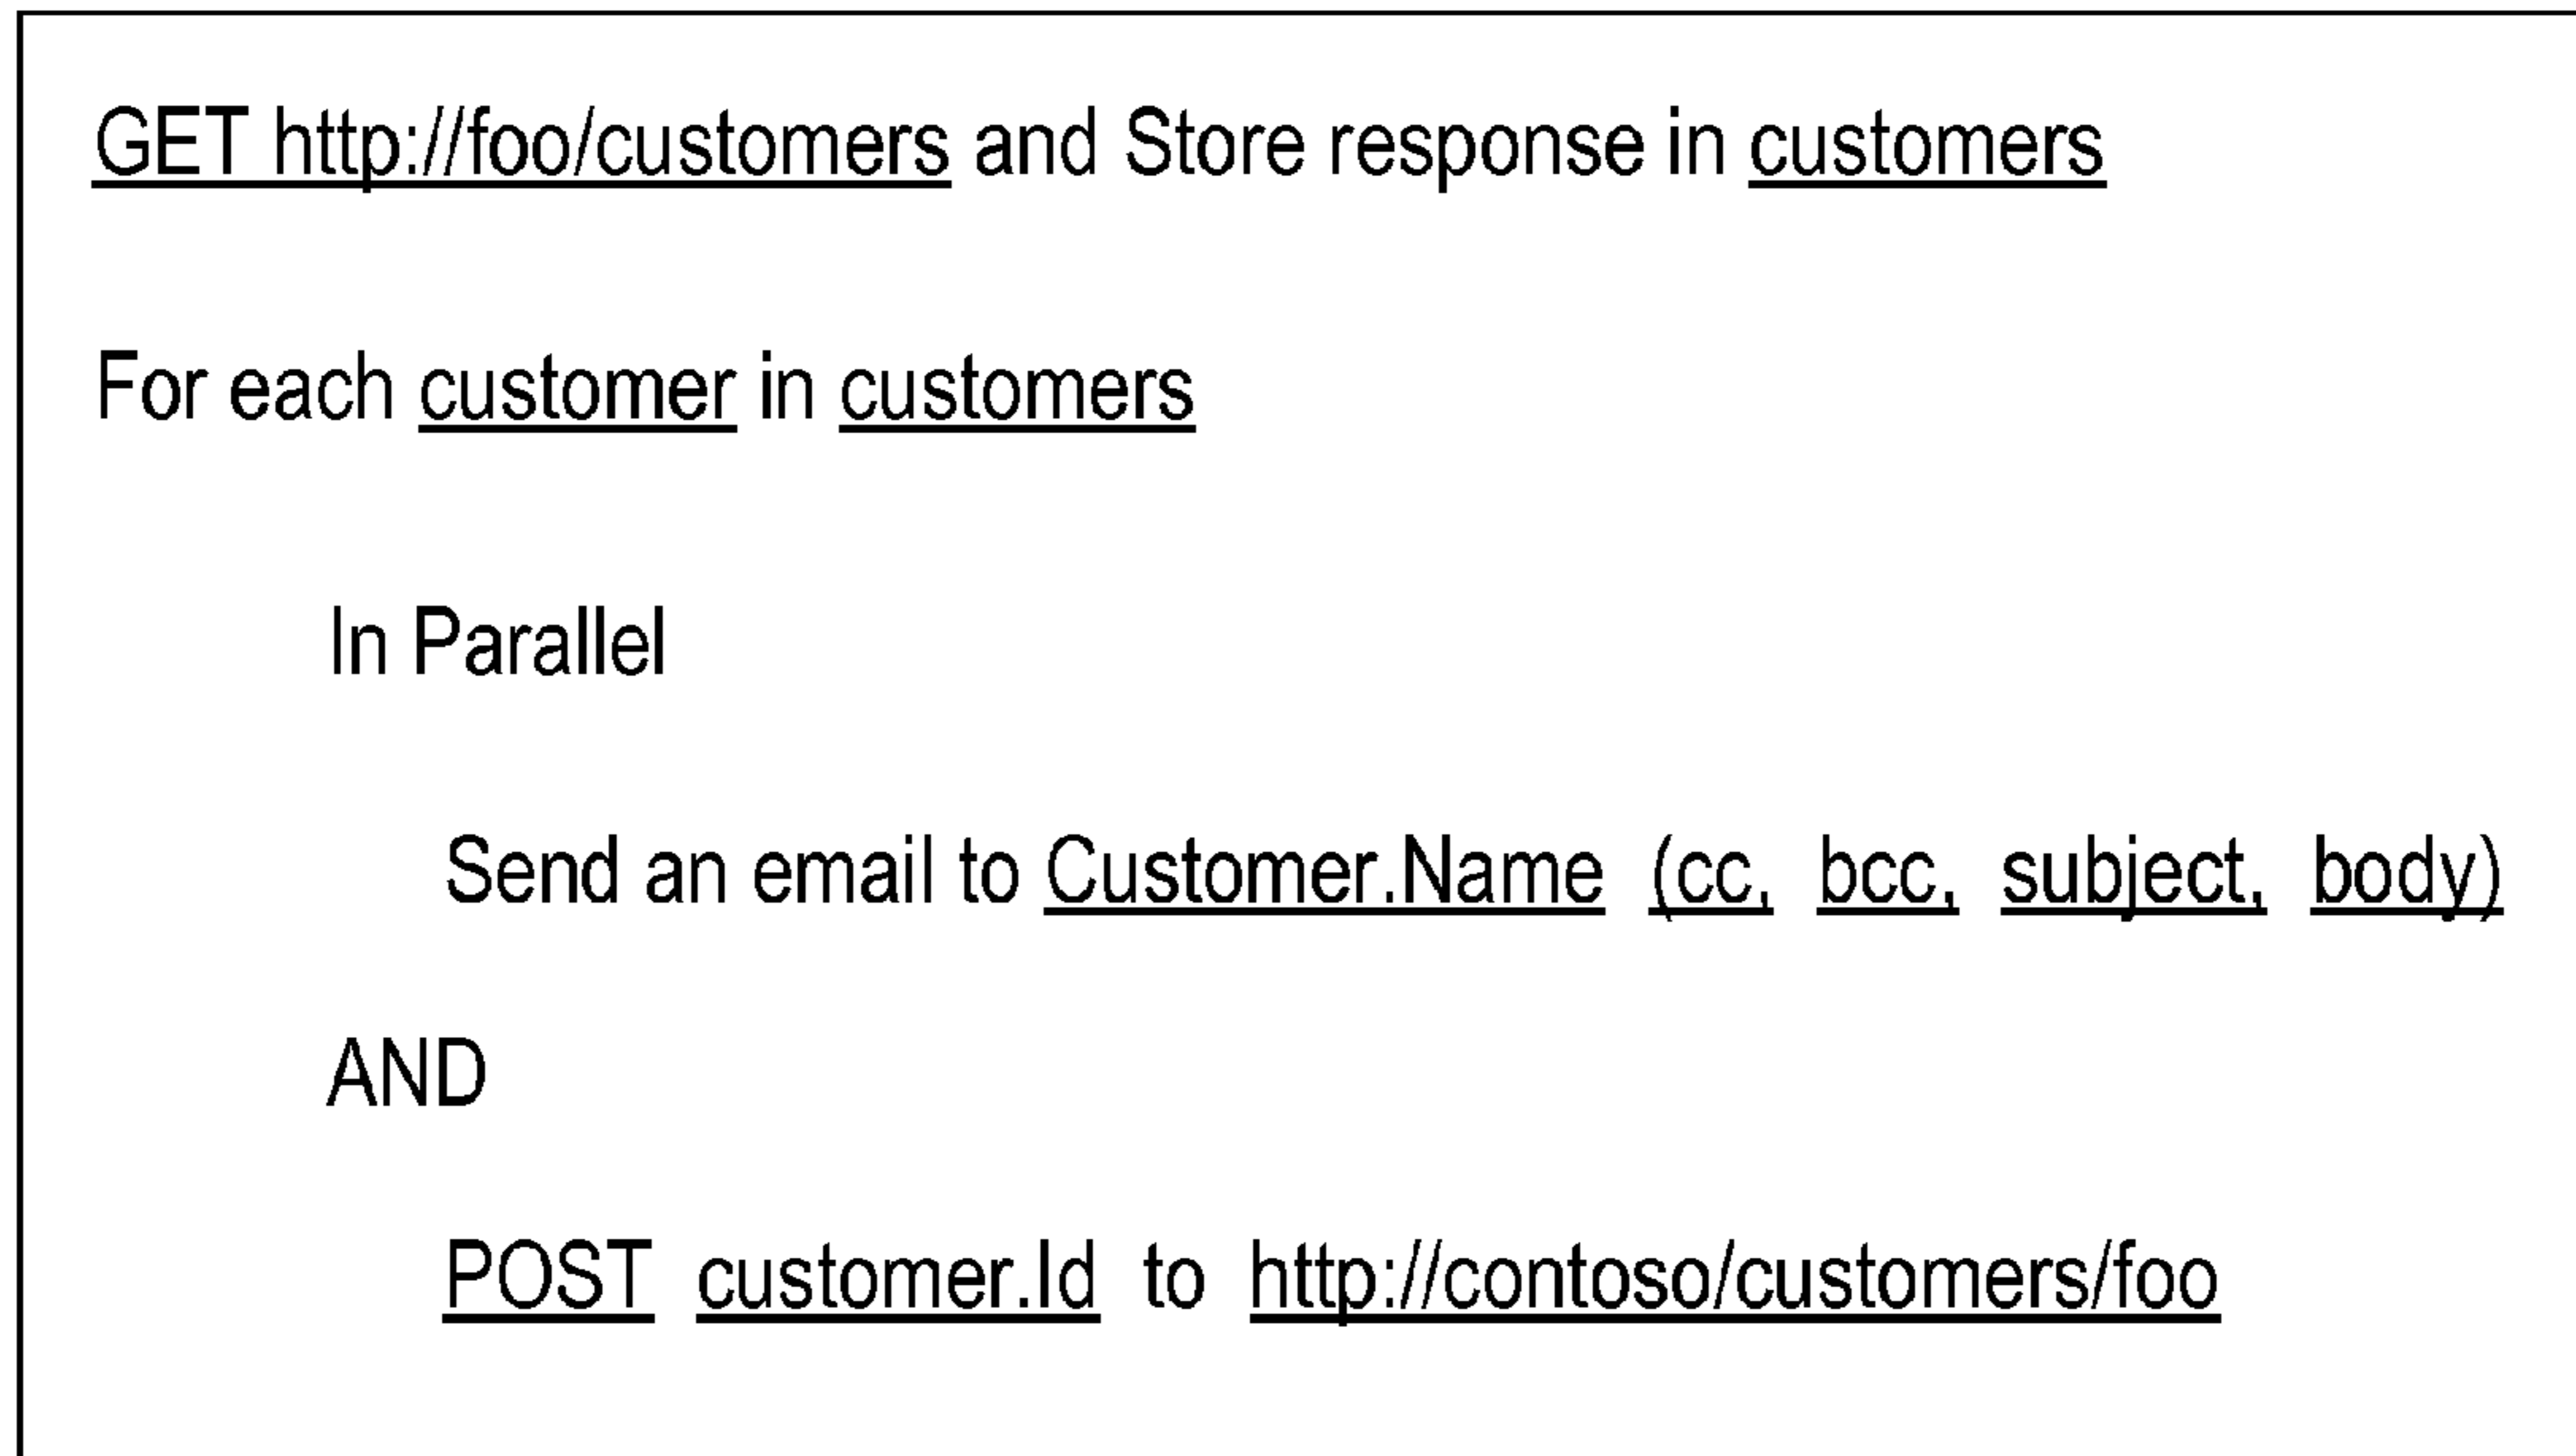 GET http://foo/customers and Store response in customers
For each customer in customers
In Parallel
Send an email to Customer.Name (cc, bcc, subject, body)
AND
POST customer.Id to http://contoso/customers/foo